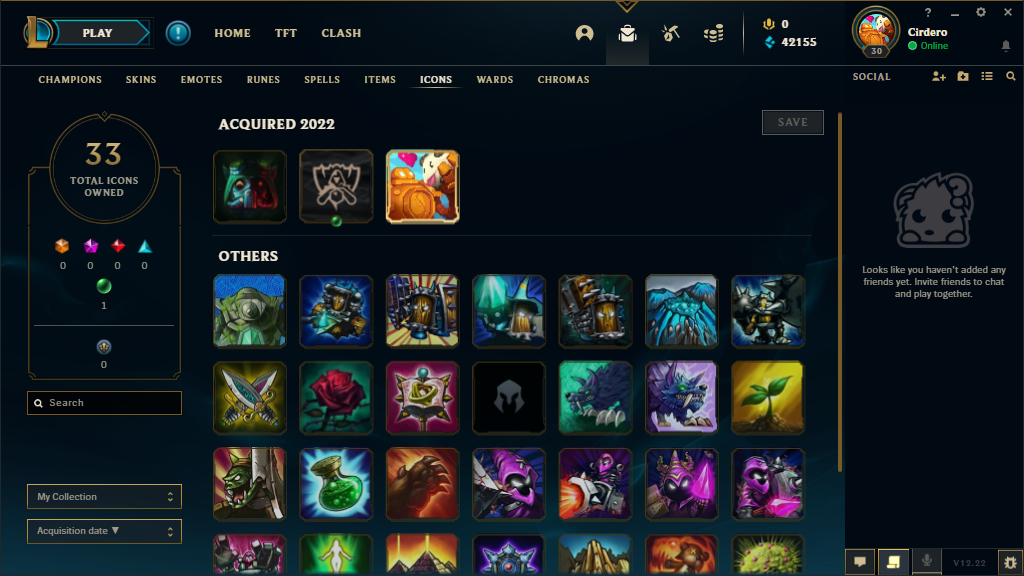 PLAY
HOME
TFT
CLASH
0
42155
?
Cirdero
Online
30
CHAMPIONS
SKINS
EMOTES
RUNES
SPELLS
ITEMS
ICONS
WARDS
CHROMAS
SOCIAL
33
TOTAL ICONS
OWNED
0
0
0
0
1
0
Search
My Collection
Acquisition date ▼
ACQUIRED 2022
SAVE
OTHERS
Looks like you haven't added any
friends yet. Invite friends to chat
and play together.
V12.22